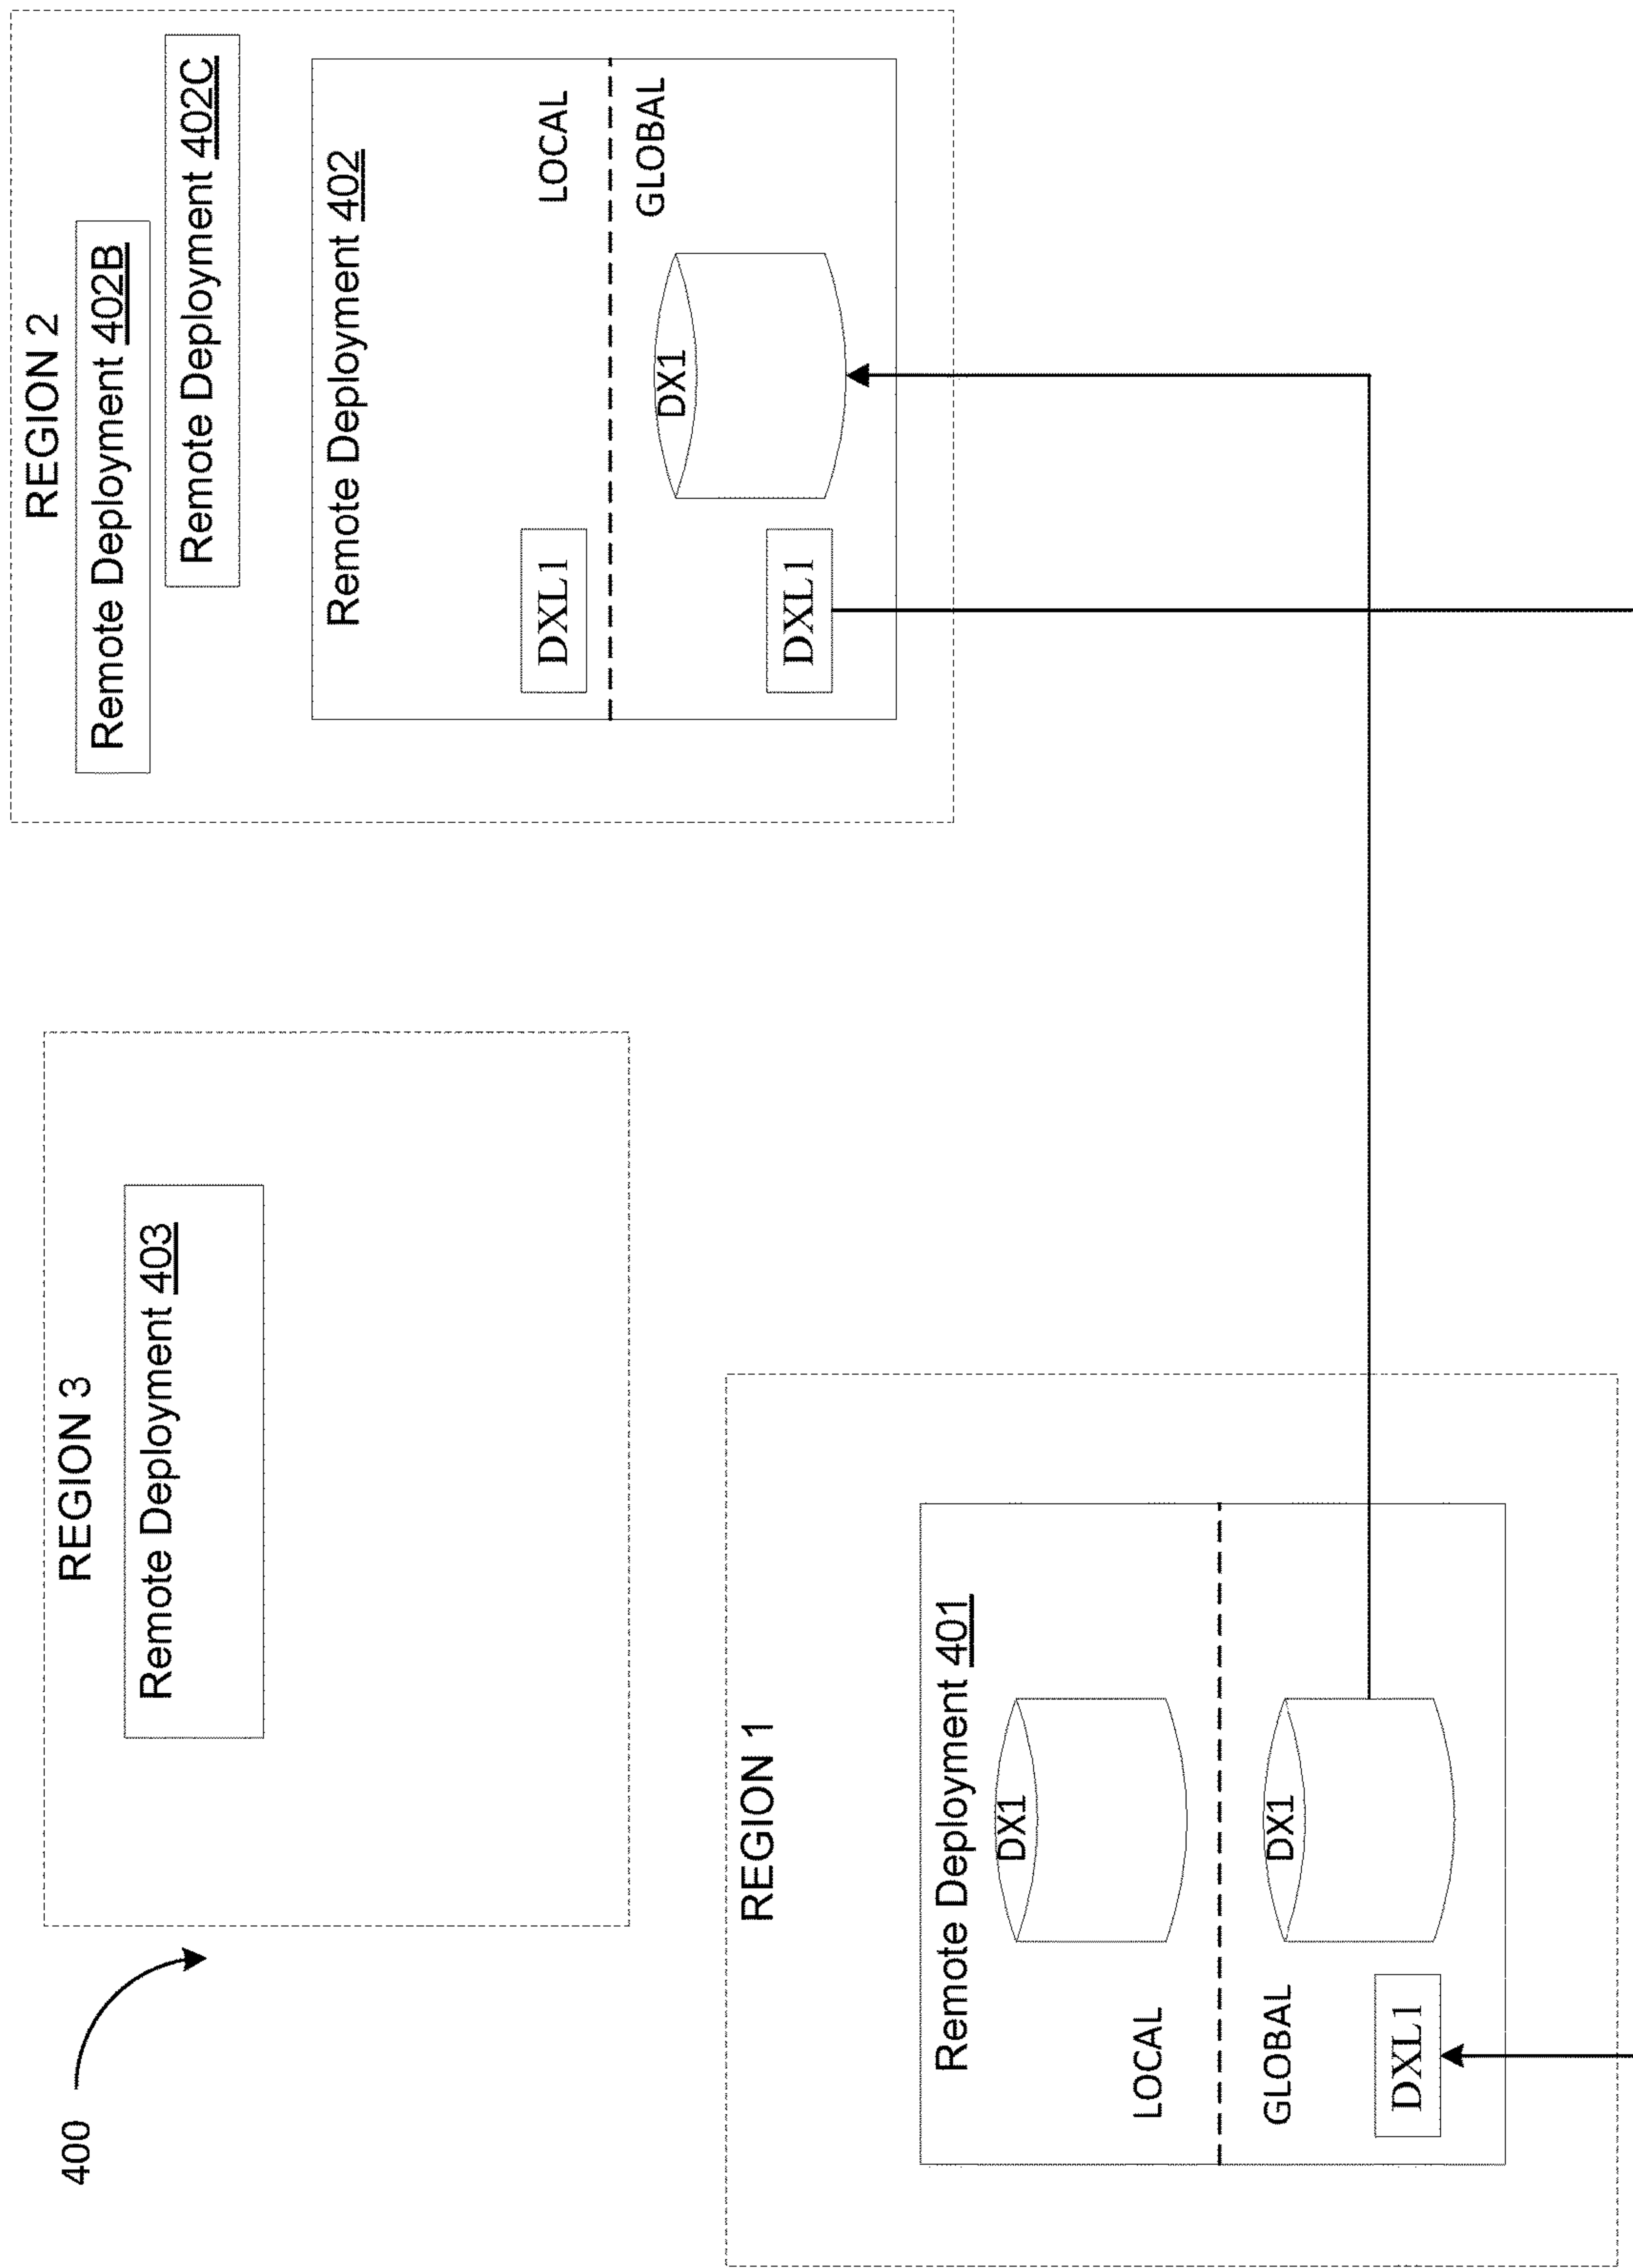 400
REGION 3
Remote Deployment 403
REGION 2
Remote Deployment 402B
Remote Deployment 402C
Remote Deployment 402
LOCAL
DXL1
GLOBAL
DX1
DXL1
REGION 1
Remote Deployment 401
DX1
LOCAL
GLOBAL
DX1
DXL1